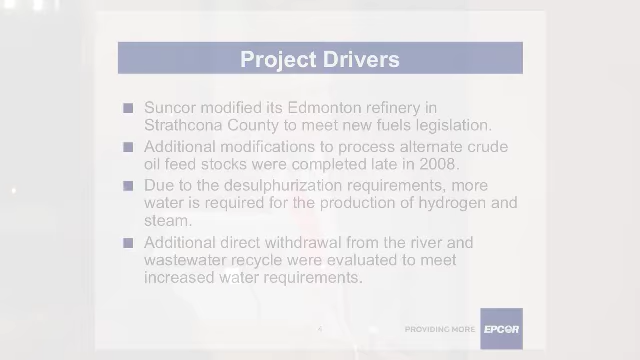 Project Drivers
Suncor modified its Edmonton refinery in
Strathcona County to meet new fuels legislation.
Additional modifications to process alternate crude
oil feed stocks were completed late in 2008.
Due to the desulphurization requirements, more
water is required for the production of hydrogen and
steam.
Additional direct withdrawal from the river and
wastewater recycle were evaluated to meet
increased water requirements.
PROVIDING MORE EPCOR